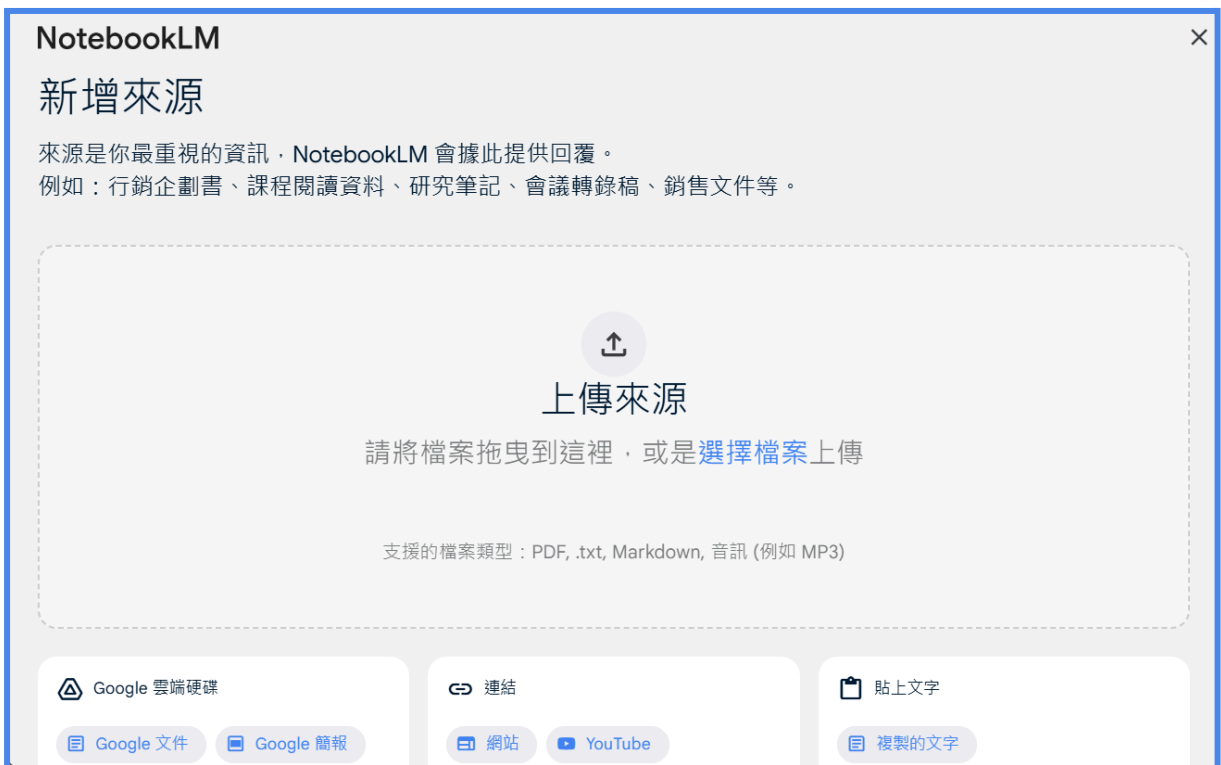 NotebookLM
新增來源
來源是你最重視的資訊，NotebookLM 會據此提供回覆。
例如：行銷企劃書、課程閱讀資料、研究筆記、會議轉錄稿、銷售文件等。
上傳來源
請將檔案拖曳到這裡，或是選擇檔案上傳
支援的檔案類型：PDF, .txt, Markdown, 音訊 (例如 MP3)
Google 雲端硬碟
Google 文件
Google 簡報
連結
網站
YouTube
貼上文字
複製的文字